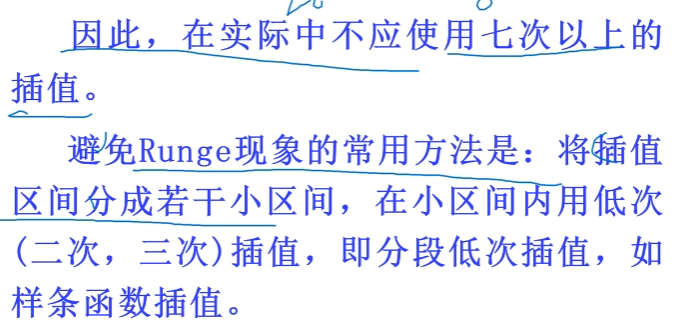 因此，在实际中不应使用七次以上的
插值。
避免Runge现象的常用方法是：将插值
区间分成若干小区间，在小区间内用低次
(二次，三次)插值，即分段低次插值，如
样条函数插值。